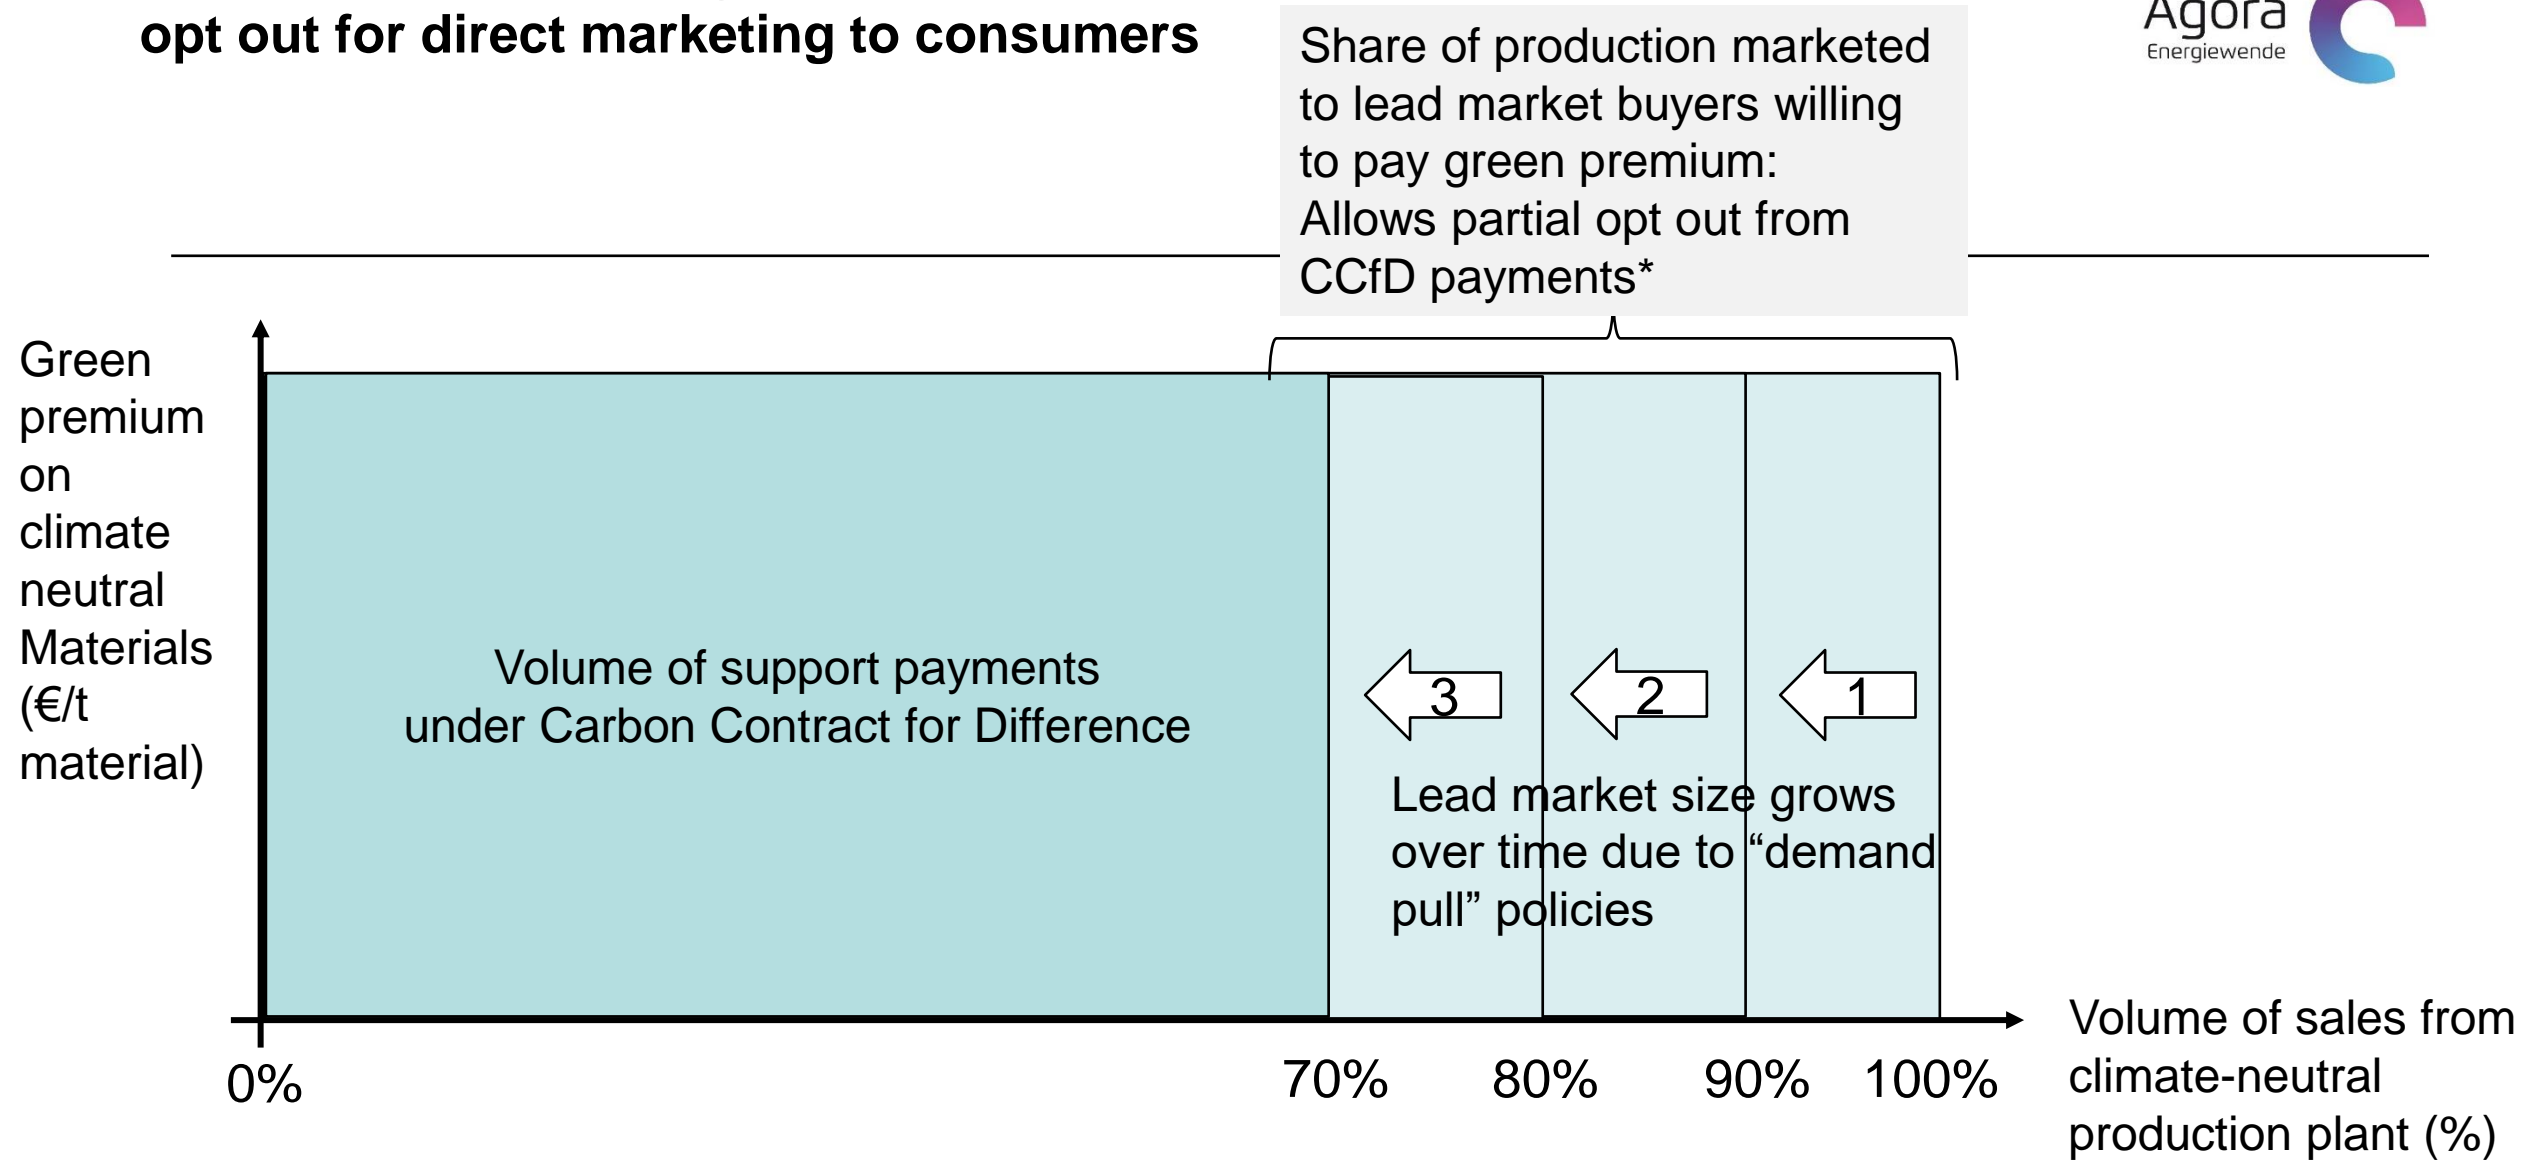 opt out for direct marketing to consumers
Agora
Energiewende
Share of production marketed
to lead market buyers willing
to pay green premium:
Allows partial opt out from
CCfD payments*
Green
premium
on
climate
neutral
Materials
(€/t
material)
Volume of support payments
under Carbon Contract for Difference
3
2
1
Lead market size grows
over time due to “demand
pull” policies
0%
70%
80%
90%
100%
Volume of sales from
climate-neutral
production plant (%)